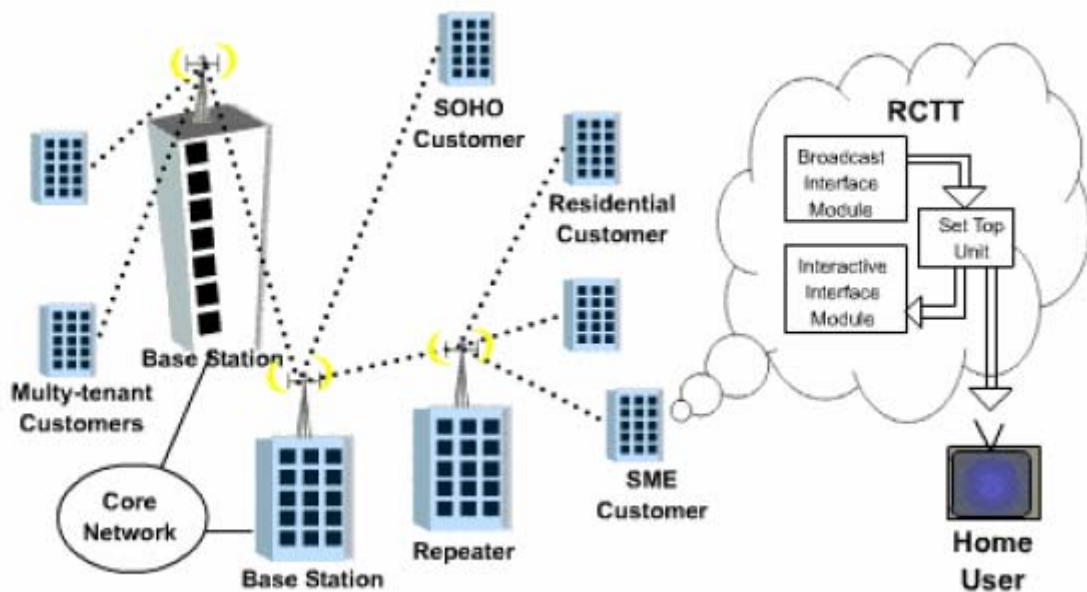 SOHO
Customer
RCTT
Broadcast
Interface
Module
Residential
Customer
Set Top
Unit
Interactive
Interface
Module
Base Station
Multy-tenant
Customers
Core
Network
SME
Customer
Repeater
Base Station
Home
User